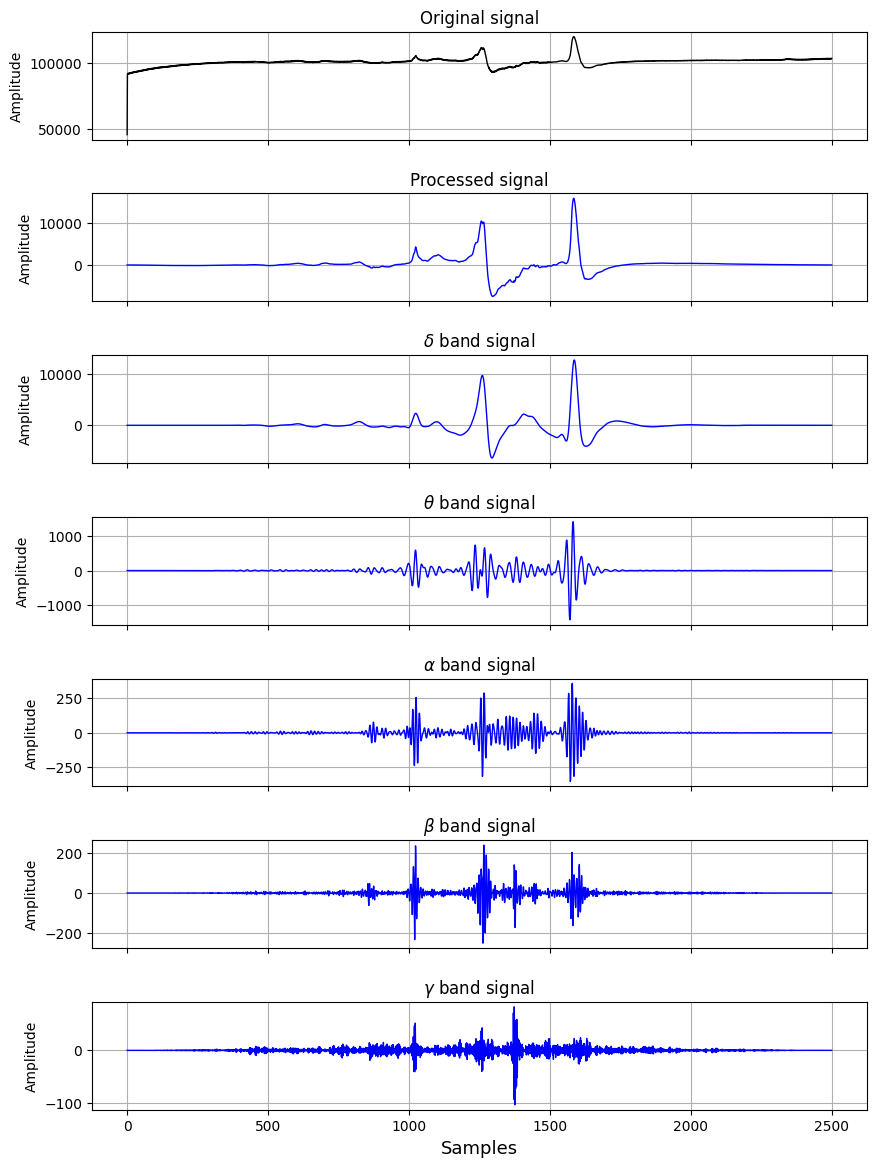 Original signal
Amplitude
100000
50000
Processed signal
Amplitude
10000
0
δ band signal
Amplitude
10000
0
θ band signal
Amplitude
1000
0
−1000
α band signal
Amplitude
250
0
−250
β band signal
Amplitude
200
0
−200
γ band signal
Amplitude
0
−100
0 500 1000 1500 2000 2500
Samples